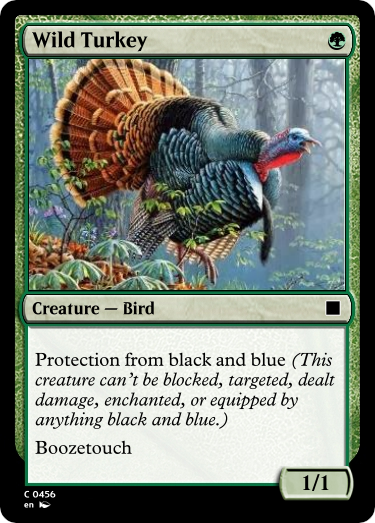 Wild Turkey
Creature — Bird
Protection from black and blue (This
creature can't be blocked, targeted, dealt
damage, enchanted, or equipped by
anything black and blue.)
Boozetouch
1/1
C 0456
en